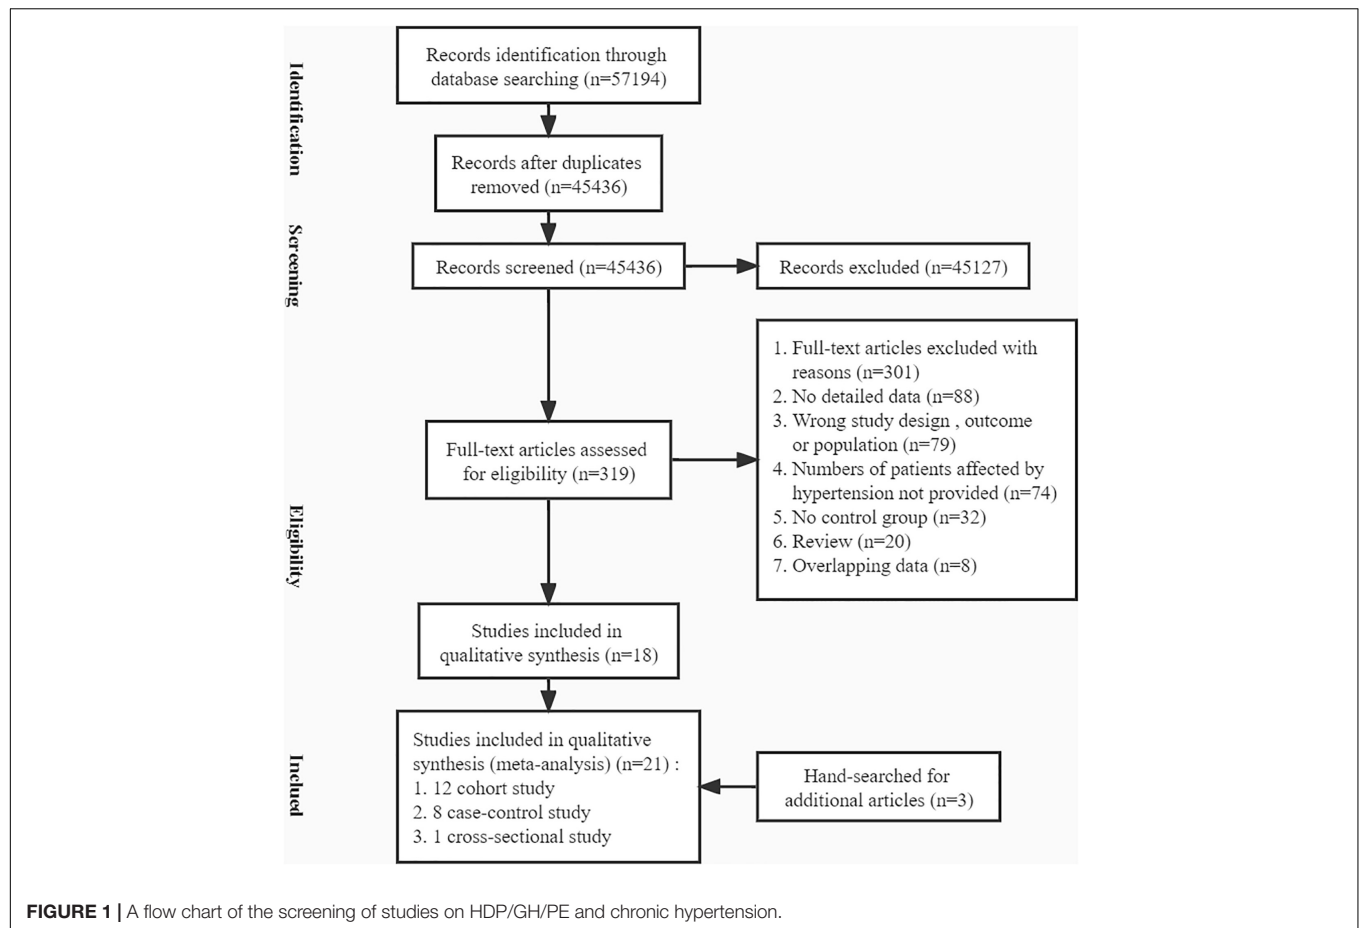 Identification
Records identification through
database searching (n=57194)
Records after duplicates
removed (n=45436)
Screening
Records screened (n=45436)
Records excluded (n=45127)
Eligibility
Full-text articles assessed
for eligibility (n=319)
1. Full-text articles excluded with
reasons (n=301)
2. No detailed data (n=88)
3. Wrong study design , outcome
or population (n=79)
4. Numbers of patients affected by
hypertension not provided (n=74)
5. No control group (n=32)
6. Review (n=20)
7. Overlapping data (n=8)
Studies included in
qualitative synthesis (n=18)
Inclued
Studies included in qualitative
synthesis (meta-analysis) (n=21) :
1. 12 cohort study
2. 8 case-control study
3. 1 cross-sectional study
Hand-searched for
additional articles (n=3)
FIGURE 1 | A flow chart of the screening of studies on HDP/GH/PE and chronic hypertension.